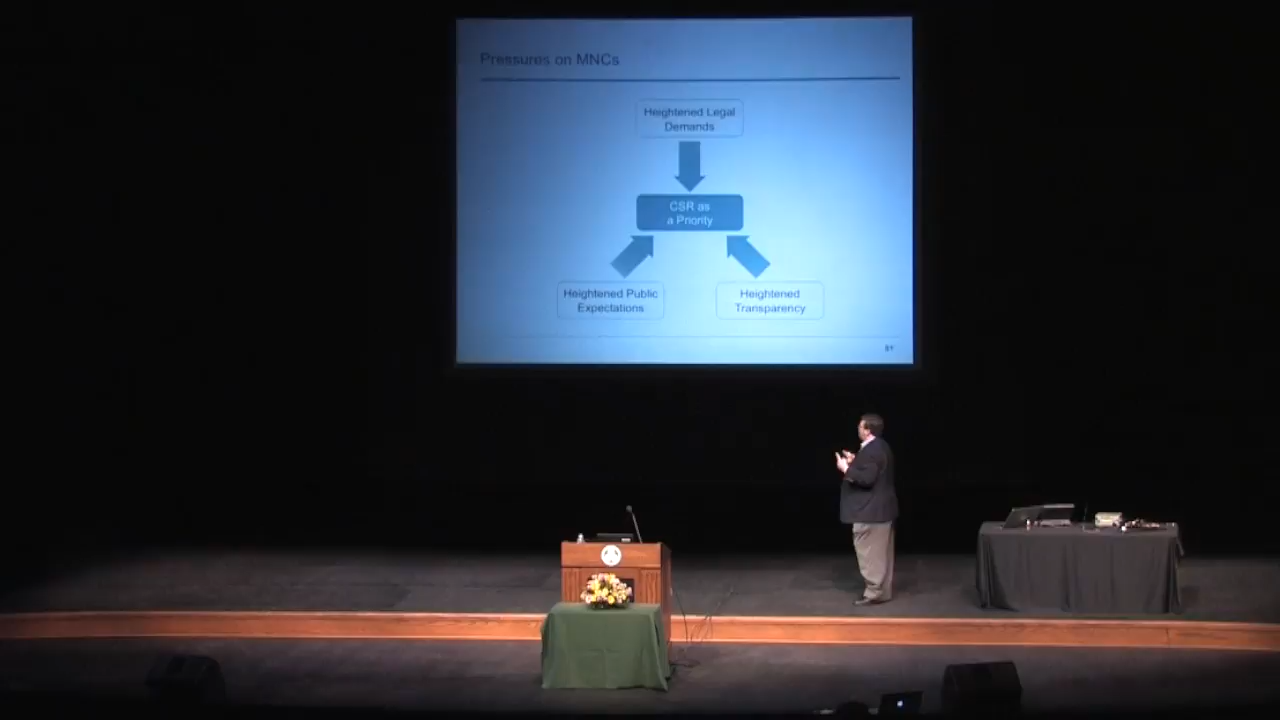 Pressures on MNCs
Heightened Legal
Demands
CSR as
a Priority
Heightened Public
Expectations
Heightened
Transparency